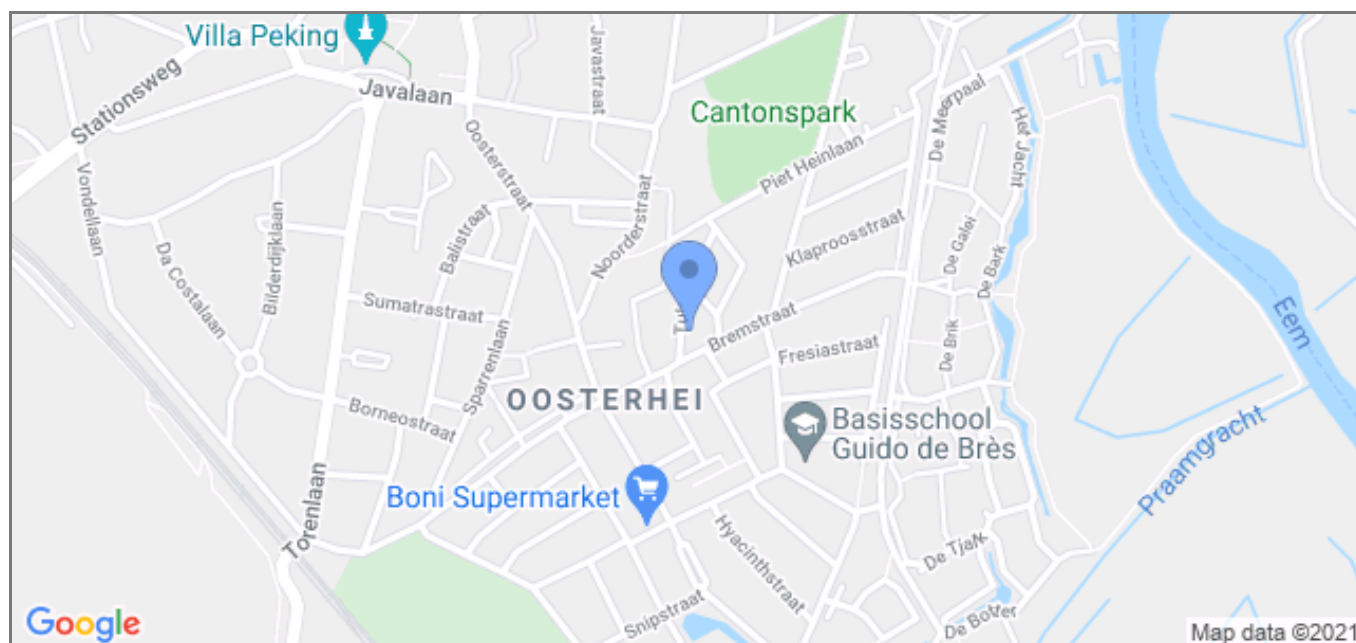 Villa Peking
Stationsweg
Javalaan
Javastraat
Cantonspark
De Meerpaal
Het Jacht
Oosterstraat
Piet Heinlaan
Vondellaan
Noorderstraat
Balistraat
Klaproosstraat
De Galei
De Bark
Da Costalaan
Bilderdijklaan
Sumatrastraat
Eem
Bremstraat
Fresiastraat
De Brik
Sparrenlaan
OOSTERHEI
Borneostraat
Basisschool
Guido de Brès
Praamgracht
Boni Supermarket
Torenlaan
Hyacinthstraat
De Tjalk
Snipstraat
De Botter
Google
Map data ©2021